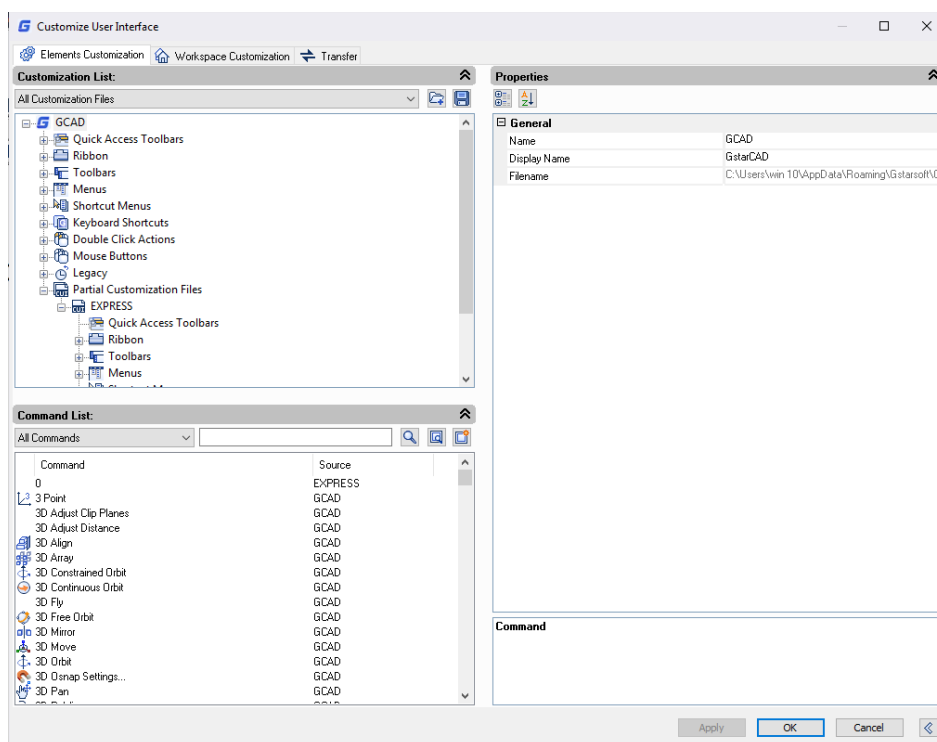 Customize User Interface
Elements Customization
Workspace Customization
Transfer
Customization List:
All Customization Files
GCAD
Quick Access Toolbars
Ribbon
Toolbars
Menus
Shortcut Menus
Keyboard Shortcuts
Double Click Actions
Mouse Buttons
Legacy
Partial Customization Files
EXPRESS
Quick Access Toolbars
Ribbon
Toolbars
Menus
Command List:
All Commands
Command Source
0 EXPRESS
3 Point GCAD
3D Adjust Clip Planes GCAD
3D Adjust Distance GCAD
3D Align GCAD
3D Array GCAD
3D Constrained Orbit GCAD
3D Continuous Orbit GCAD
3D Fly GCAD
3D Free Orbit GCAD
3D Mirror GCAD
3D Move GCAD
3D Orbit GCAD
3D Osnap Settings... GCAD
3D Pan GCAD
Properties
General
Name GCAD
Display Name GstarCAD
Filename C:\Users\win 10\AppData\Roaming\Gstarsoft\
Command
Apply
OK
Cancel